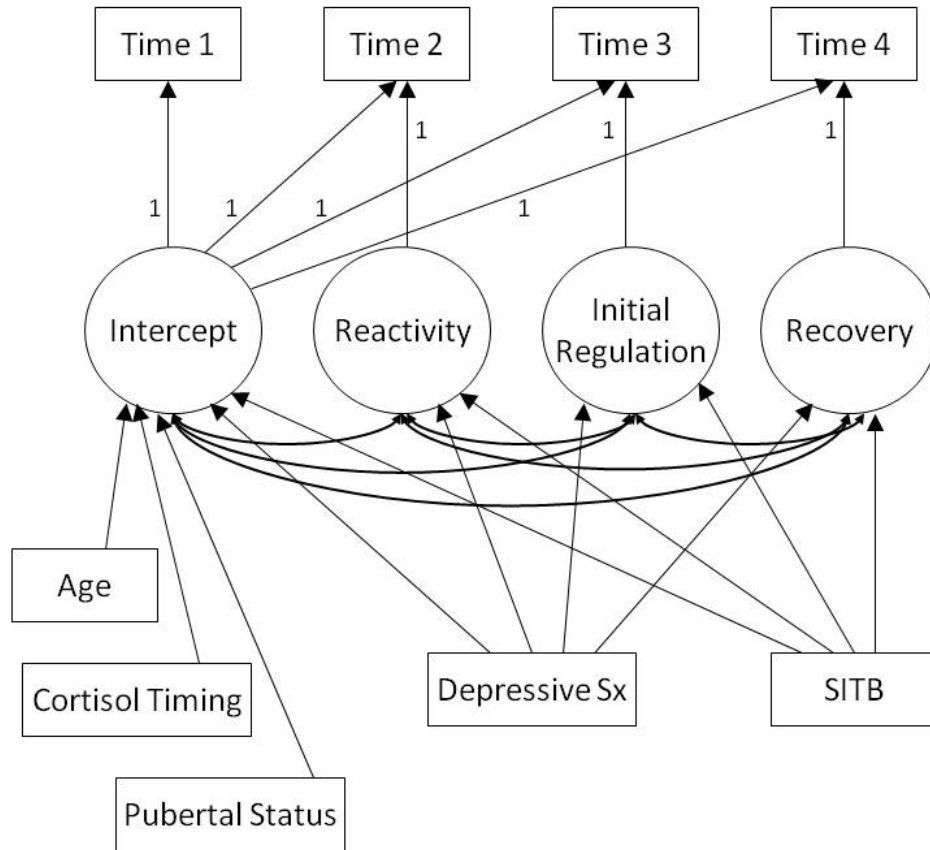 Time 1
Time 2
Time 3
Time 4
1
1
1
1
1
1
1
Intercept
Reactivity
Initial
Regulation
Recovery
Age
Cortisol Timing
Pubertal Status
Depressive Sx
SITB